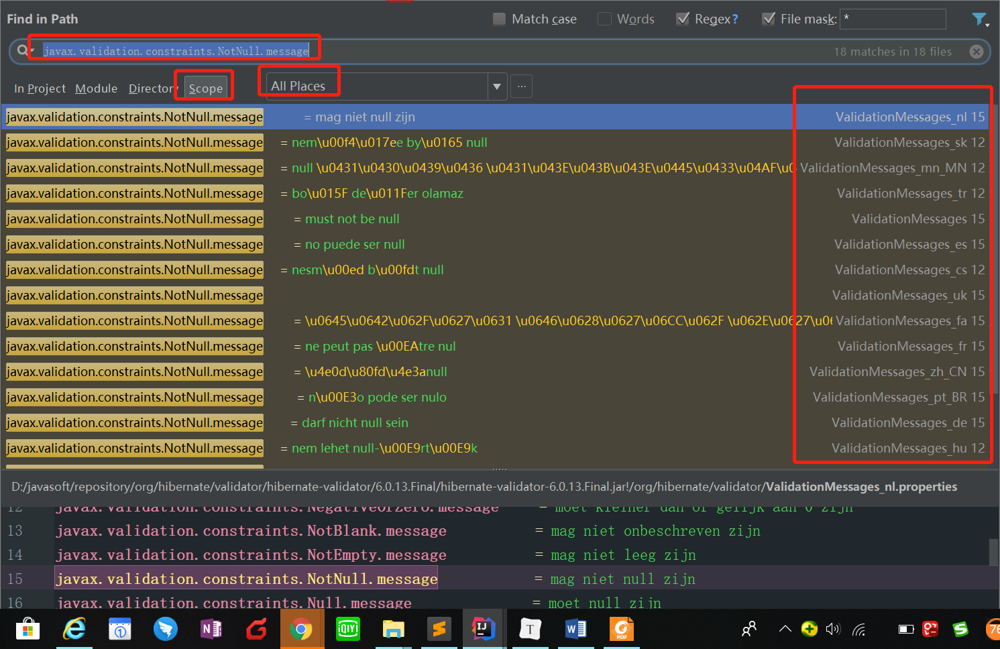 Find in Path
Match case
Words
Regex?
File mask:
*
javax.validation.constraints.NotNull.message
18 matches in 18 files
In Project Module Directory Scope
All Places
...
javax.validation.constraints.NotNull.message = mag niet null zijn ValidationMessages_nl 15
javax.validation.constraints.NotNull.message = nem\u00f4\u017ee by\u0165 null ValidationMessages_sk 12
javax.validation.constraints.NotNull.message = null \u0431\u0430\u0439\u0436 \u0431\u043E\u043B\u043E\u0445\u0433\u04AF\u0 ValidationMessages_mn_MN 12
javax.validation.constraints.NotNull.message = bo\u015F de\u011Fer olamaz ValidationMessages_tr 12
javax.validation.constraints.NotNull.message = must not be null ValidationMessages 15
javax.validation.constraints.NotNull.message = no puede ser null ValidationMessages_es 15
javax.validation.constraints.NotNull.message = nesm\u00ed b\u00fdt null ValidationMessages_cs 12
javax.validation.constraints.NotNull.message ValidationMessages_uk 15
javax.validation.constraints.NotNull.message = \u0645\u0642\u062F\u0627\u0631 \u0646\u0628\u0627\u06CC\u062F \u062E\u0627\u06 ValidationMessages_fa 15
javax.validation.constraints.NotNull.message = ne peut pas \u00EAtre nul ValidationMessages_fr 15
javax.validation.constraints.NotNull.message = \u4e0d\u80fd\u4e3anull ValidationMessages_zh_CN 15
javax.validation.constraints.NotNull.message = n\u00E3o pode ser nulo ValidationMessages_pt_BR 15
javax.validation.constraints.NotNull.message = darf nicht null sein ValidationMessages_de 15
javax.validation.constraints.NotNull.message = nem lehet null-\u00E9rt\u00E9k ValidationMessages_hu 12
D:/javasoft/repository/org/hibernate/validator/hibernate-validator/6.0.13.Final/hibernate-validator-6.0.13.Final.jar!/org/hibernate/validator/ValidationMessages_nl.properties
12 javax.validation.constraints.NegativeOrZero.message = moet kleiner dan of gelijk aan 0 zijn
13 javax.validation.constraints.NotBlank.message = mag niet onbeschreven zijn
14 javax.validation.constraints.NotEmpty.message = mag niet leeg zijn
15 javax.validation.constraints.NotNull.message = mag niet null zijn
16 javax.validation.constraints.Null.message = moet null zijn
iQIYI
IJ
T
PDF
76